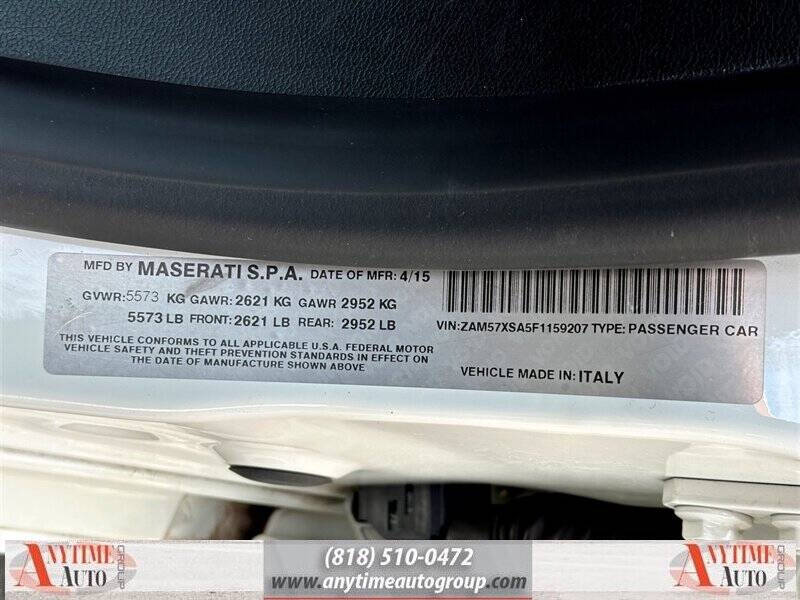 MFD BY MASERATI S.P.A. DATE OF MFR: 4/15
GVWR:5573 KG GAWR: 2621 KG GAWR 2952 KG
5573 LB FRONT: 2621 LB REAR: 2952 LB
THIS VEHICLE CONFORMS TO ALL APPLICABLE U.S.A. FEDERAL MOTOR
VEHICLE SAFETY AND THEFT PREVENTION STANDARDS IN EFFECT ON
THE DATE OF MANUFACTURE SHOWN ABOVE
VIN:ZAM57XSA5F1159207 TYPE: PASSENGER CAR
VEHICLE MADE IN: ITALY
ANYTIME
AUTO
GROUP
(818) 510-0472
www.anytimeautogroup.com
ANYTIME
AUTO
GROUP